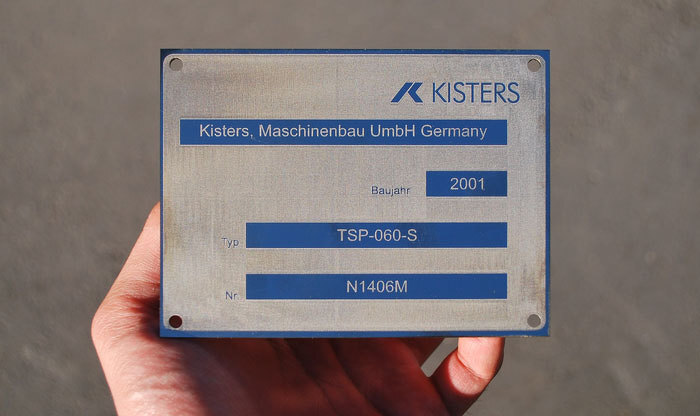 KISTERS
Kisters, Maschinenbau UmbH Germany
Baujahr 2001
Typ TSP-060-S
Nr. N1406M